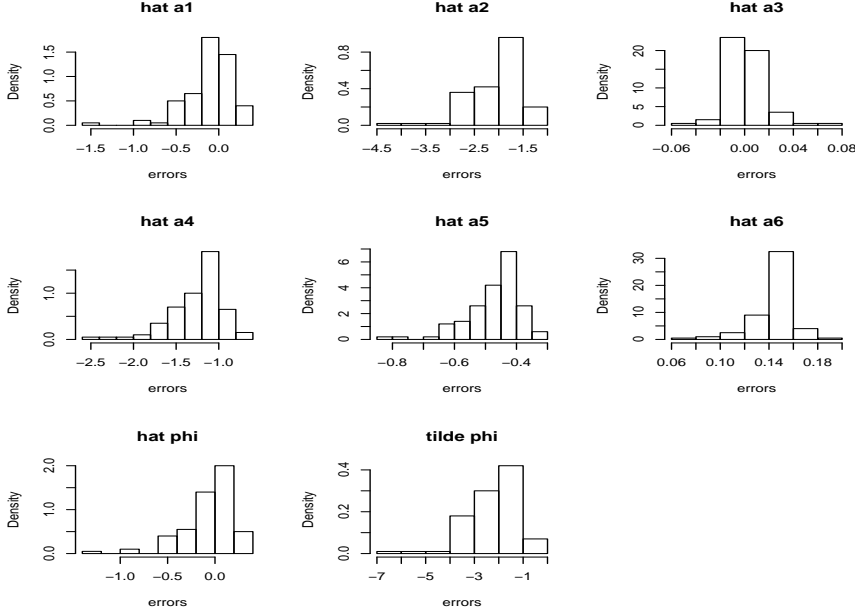 hat a1
Density
0.0 0.5 1.0 1.5
−1.5 −1.0 −0.5 0.0
errors
hat a2
Density
0.0 0.4 0.8
−4.5 −3.5 −2.5 −1.5
errors
hat a3
Density
0 5 10 20
−0.06 0.00 0.04 0.08
errors
hat a4
Density
0.0 1.0
−2.5 −2.0 −1.5 −1.0
errors
hat a5
Density
0 2 4 6
−0.8 −0.6 −0.4
errors
hat a6
Density
0 10 20 30
0.06 0.10 0.14 0.18
errors
hat phi
Density
0.0 1.0 2.0
−1.0 −0.5 0.0
errors
tilde phi
Density
0.0 0.2 0.4
−7 −5 −3 −1
errors